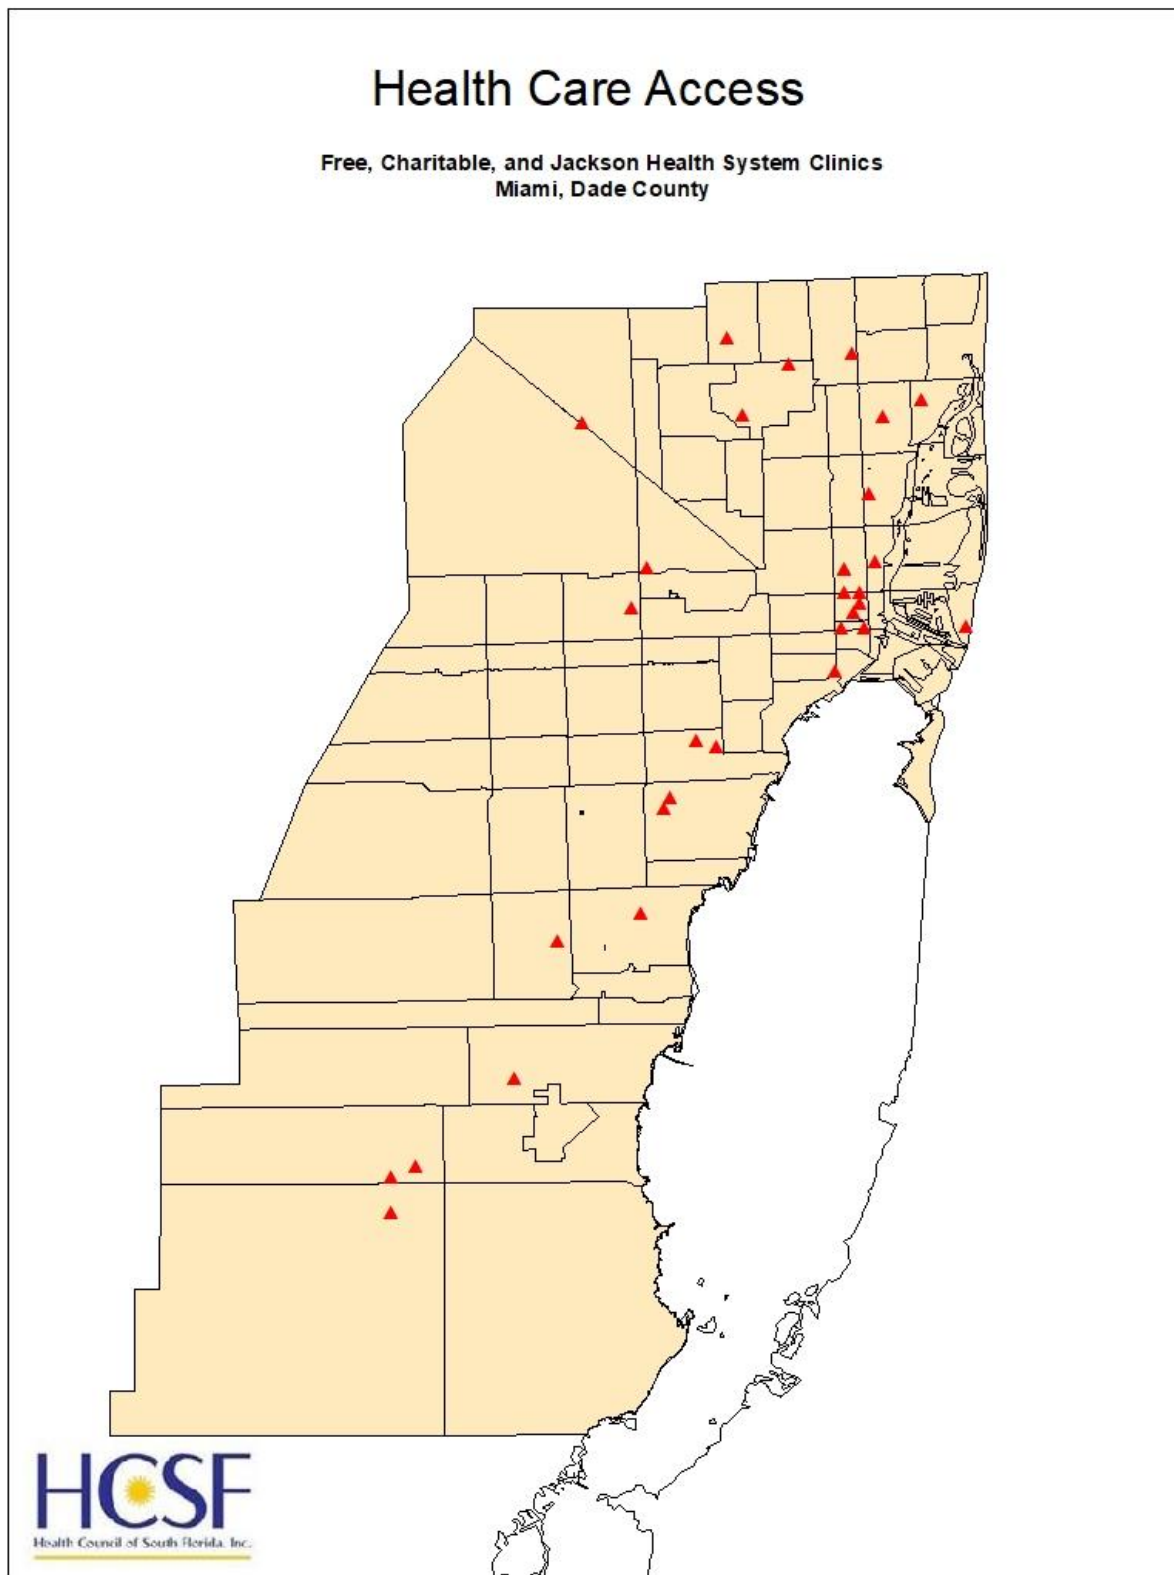 Health Care Access
Free, Charitable, and Jackson Health System Clinics
Miami, Dade County
HCSF
Health Council of South Florida, Inc.